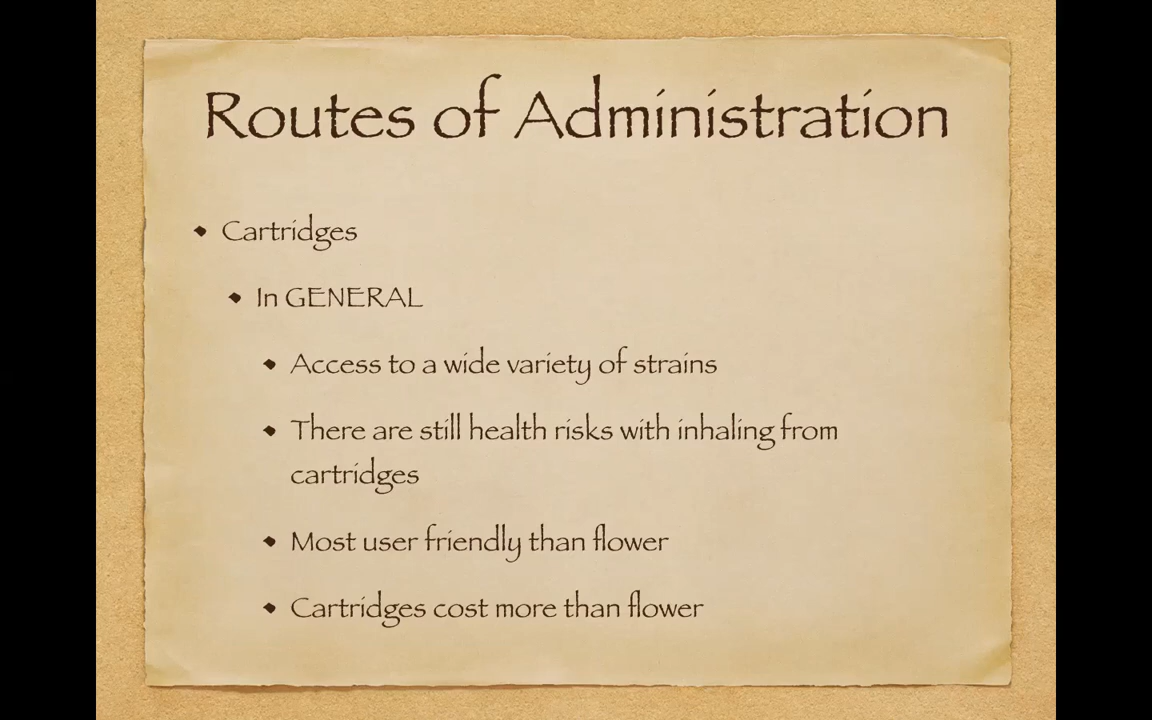 Routes of Administration
Cartridges
In GENERAL
Access to a wide variety of strains
There are still health risks with inhaling from
cartridges
Most user friendly than flower
Cartridges cost more than flower